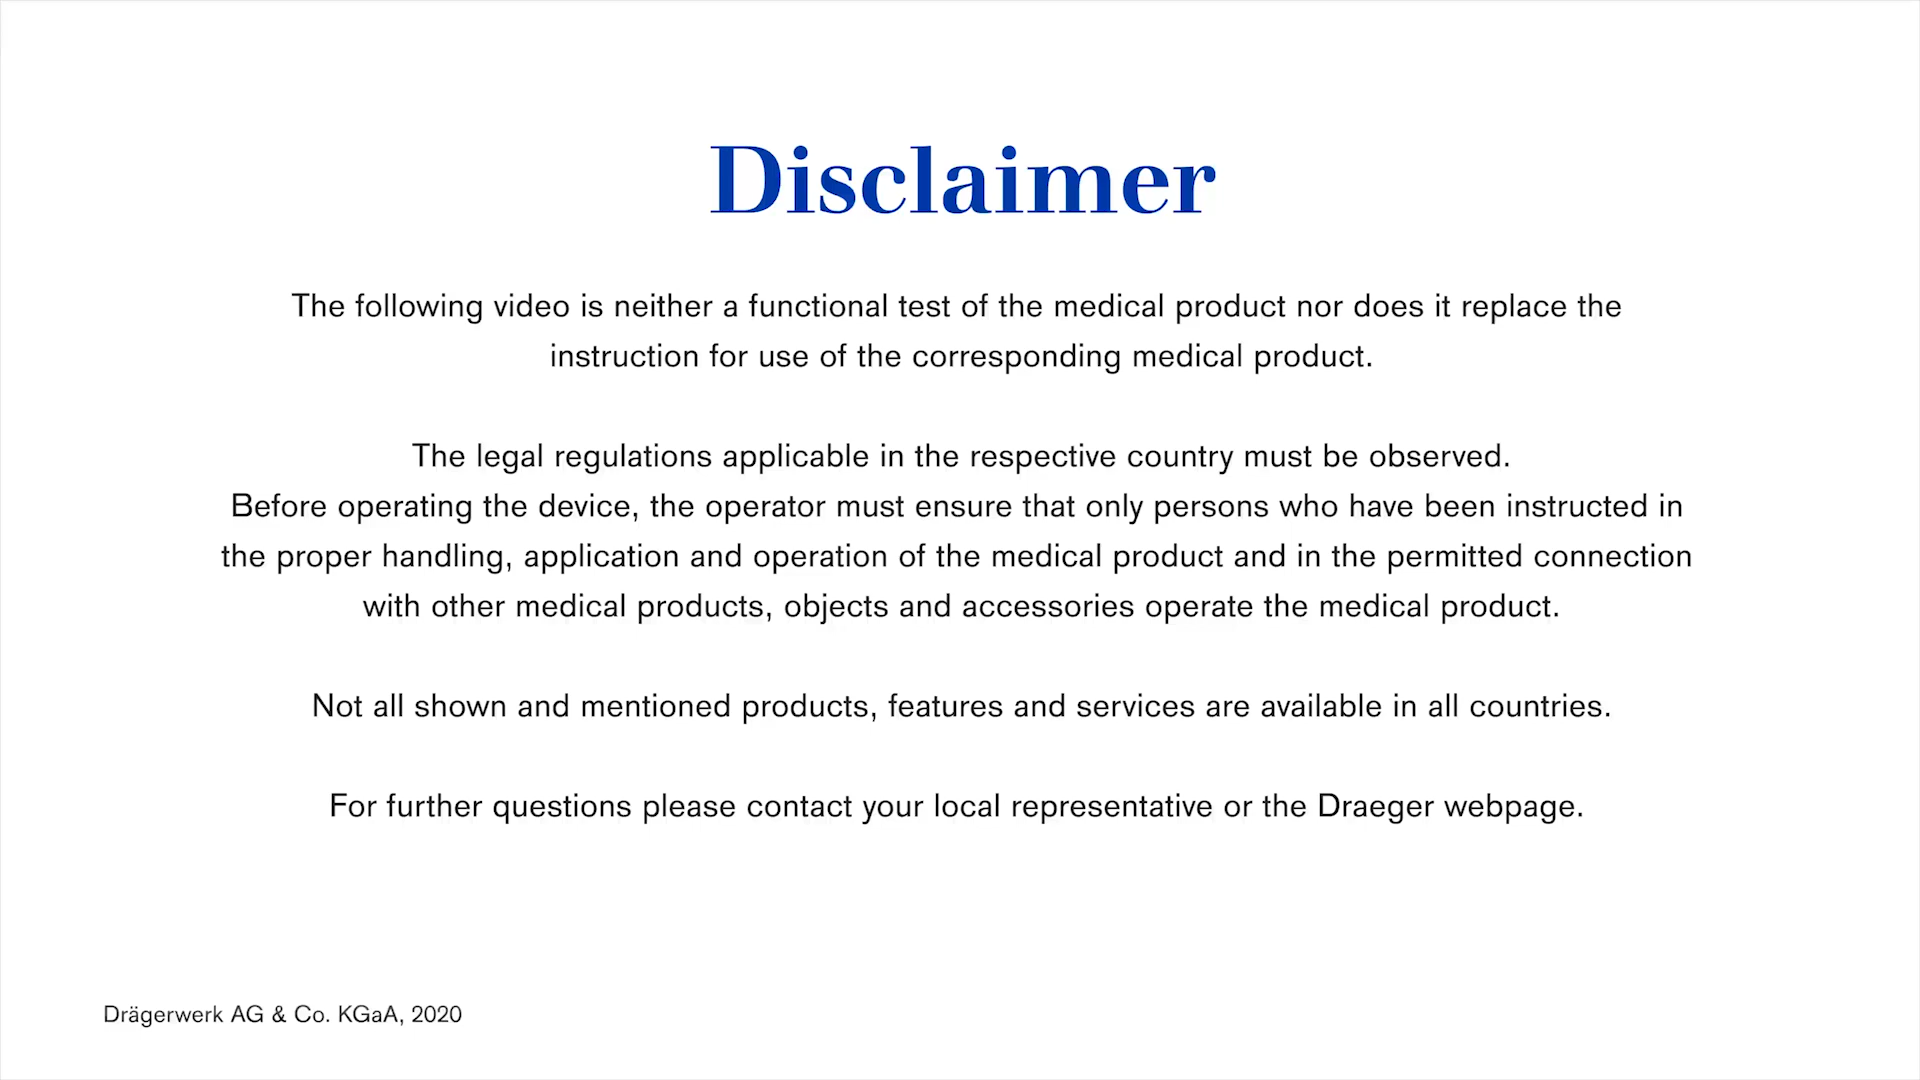 Disclaimer
The following video is neither a functional test of the medical product nor does it replace the
instruction for use of the corresponding medical product.
The legal regulations applicable in the respective country must be observed.
Before operating the device, the operator must ensure that only persons who have been instructed in
the proper handling, application and operation of the medical product and in the permitted connection
with other medical products, objects and accessories operate the medical product.
Not all shown and mentioned products, features and services are available in all countries.
For further questions please contact your local representative or the Draeger webpage.
Drägerwerk AG & Co. KGaA, 2020